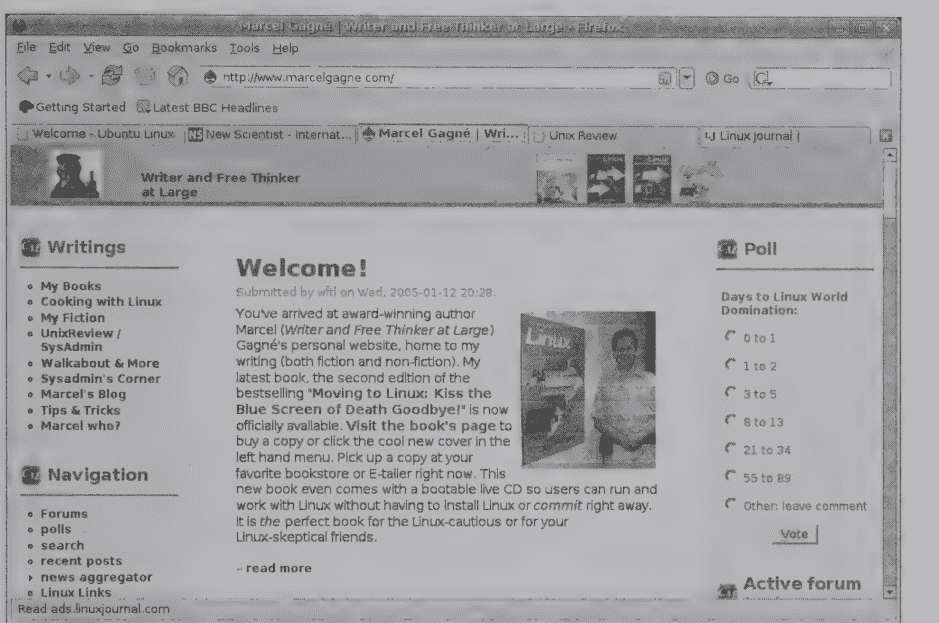 Marcel Gagné | Writer and Free Thinker at Large - Firefox
File Edit View Go Bookmarks Tools Help
http://www.marcelgagne.com/ Go
Getting Started Latest BBC Headlines
Welcome - Ubuntu Linux NS New Scientist - Internat... Marcel Gagné | Wri... Unix Review Linux Journal |
Writer and Free Thinker
at Large
Writings
My Books
Cooking with Linux
My Fiction
UnixReview /
SysAdmin
Walkabout & More
Sysadmin's Corner
Marcel's Blog
Tips & Tricks
Marcel who?
Navigation
Forums
polls
search
recent posts
news aggregator
Linux Links
Welcome!
Submitted by wftl on Wed, 2005-01-12 20:28.
You've arrived at award-winning author
Marcel (Writer and Free Thinker at Large)
Gagné's personal website, home to my
writing (both fiction and non-fiction). My
latest book, the second edition of the
bestselling "Moving to Linux: Kiss the
Blue Screen of Death Goodbye!" is now
officially available. Visit the book's page to
buy a copy or click the cool new cover in the
left hand menu. Pick up a copy at your
favorite bookstore or E-tailer right now. This
new book even comes with a bootable live CD so users can run and
work with Linux without having to install Linux or commit right away.
It is the perfect book for the Linux-cautious or for your
Linux-skeptical friends.
- read more
Linux
Poll
Days to Linux World
Domination:
0 to 1
1 to 2
3 to 5
8 to 13
21 to 34
55 to 89
Other: leave comment
Vote
Active forum
Read ads.linuxjournal.com